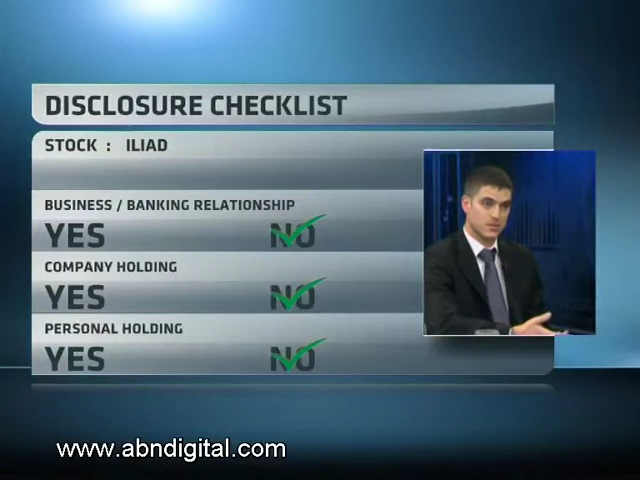 DISCLOSURE CHECKLIST
STOCK : ILIAD
BUSINESS / BANKING RELATIONSHIP
YES NO
COMPANY HOLDING
YES NO
PERSONAL HOLDING
YES NO
www.abndigital.com